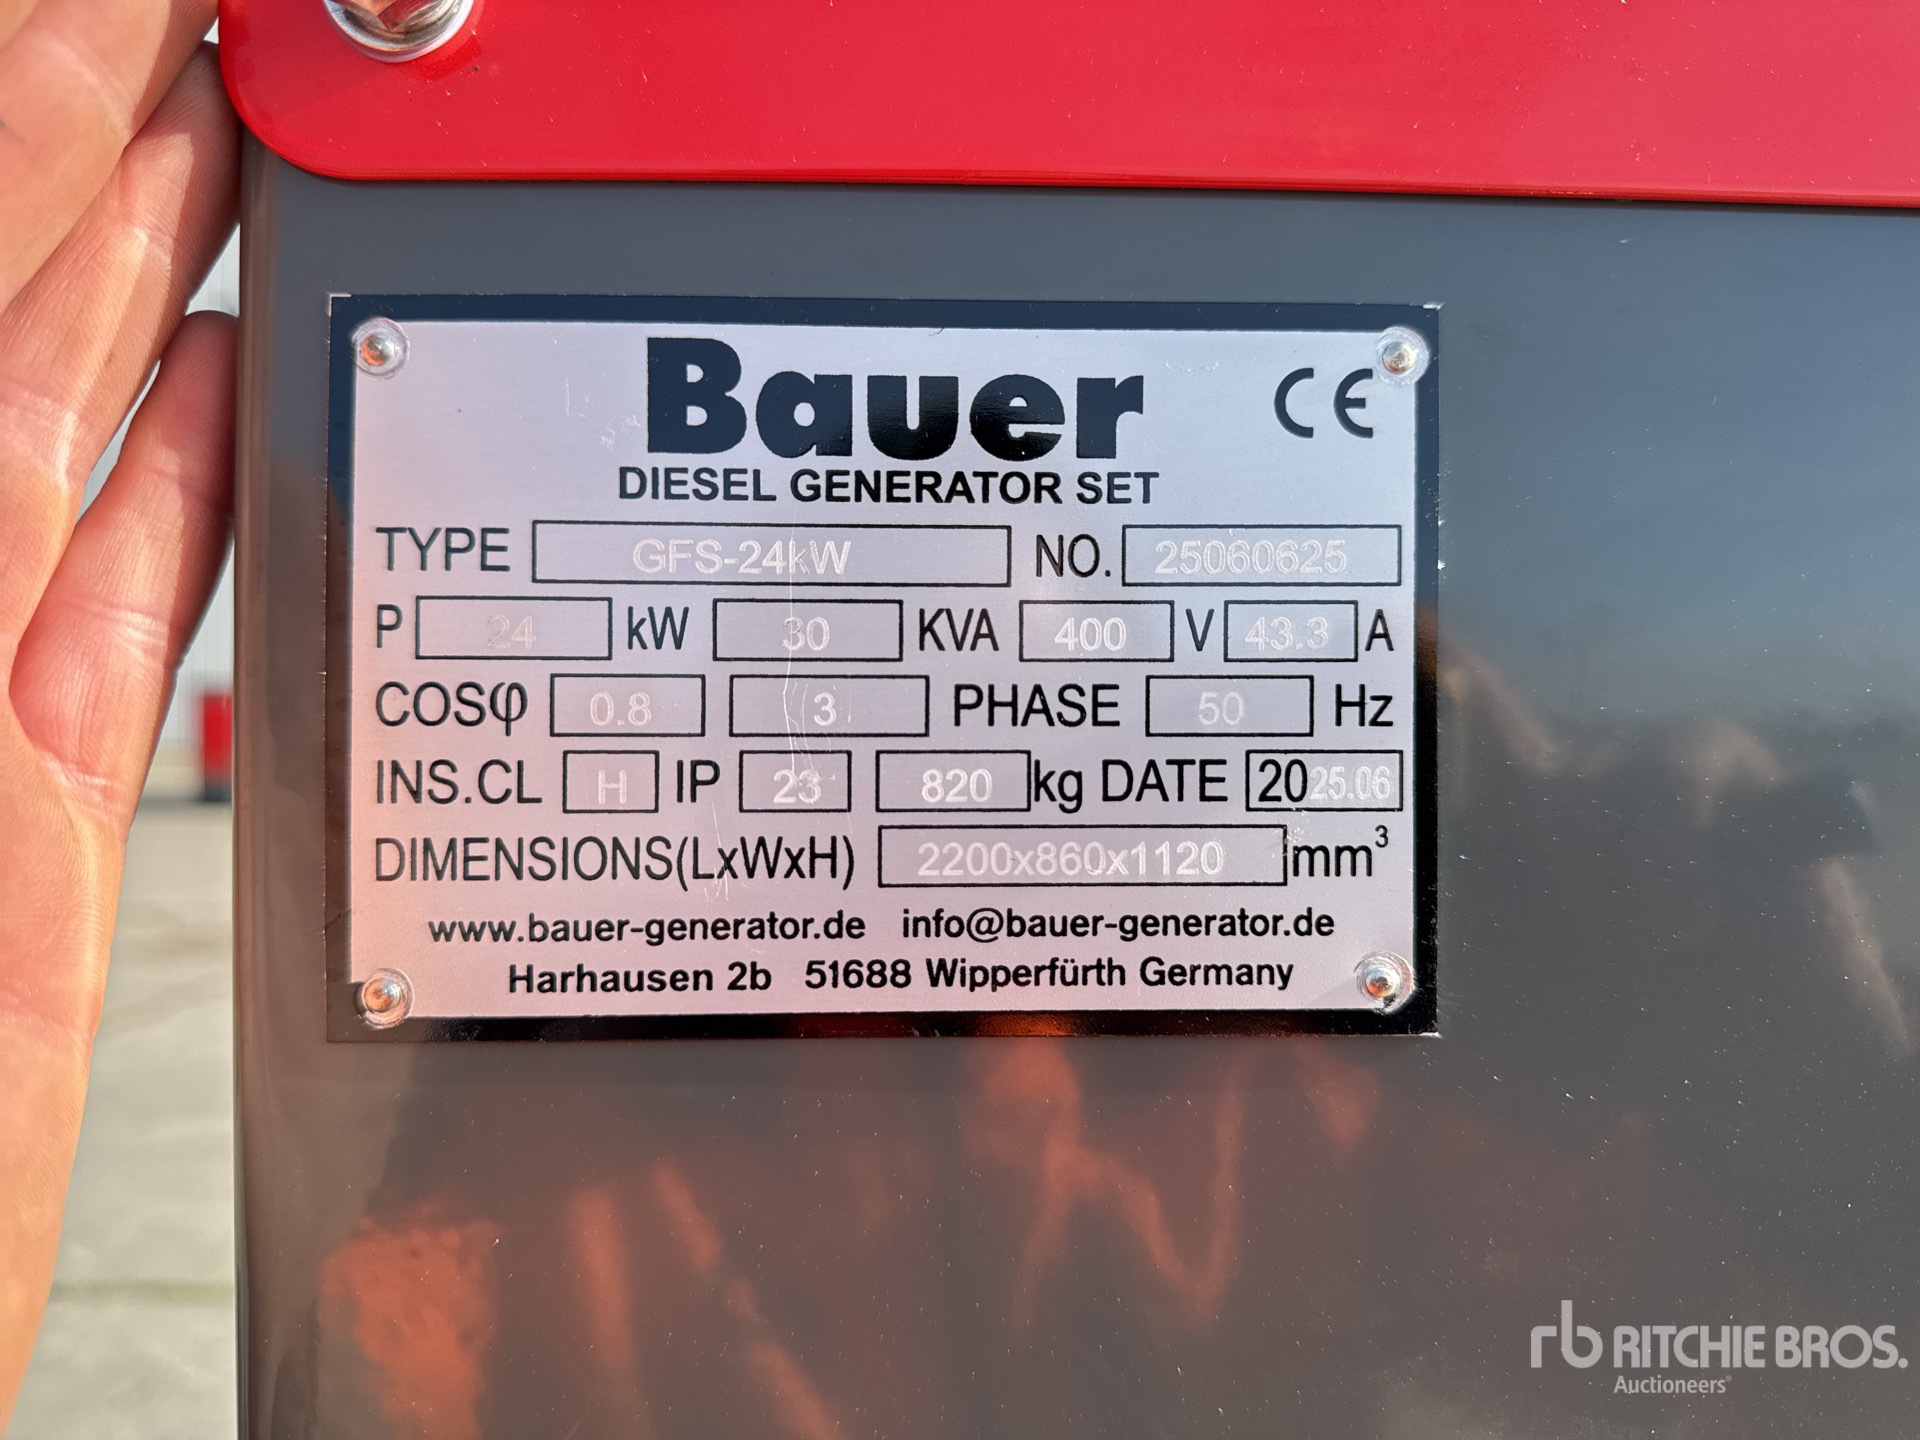 Bauer CE
DIESEL GENERATOR SET
TYPE GFS-24kW NO. 25060625
P 24 kW 30 KVA 400 V 43.3 A
COSφ 0.8 3 PHASE 50 Hz
INS.CL H IP 23 820 kg DATE 2025.06
DIMENSIONS(LxWxH) 2200x860x1120 mm³
www.bauer-generator.de info@bauer-generator.de
Harhausen 2b 51688 Wipperfürth Germany
rb RITCHIE BROS.
Auctioneers